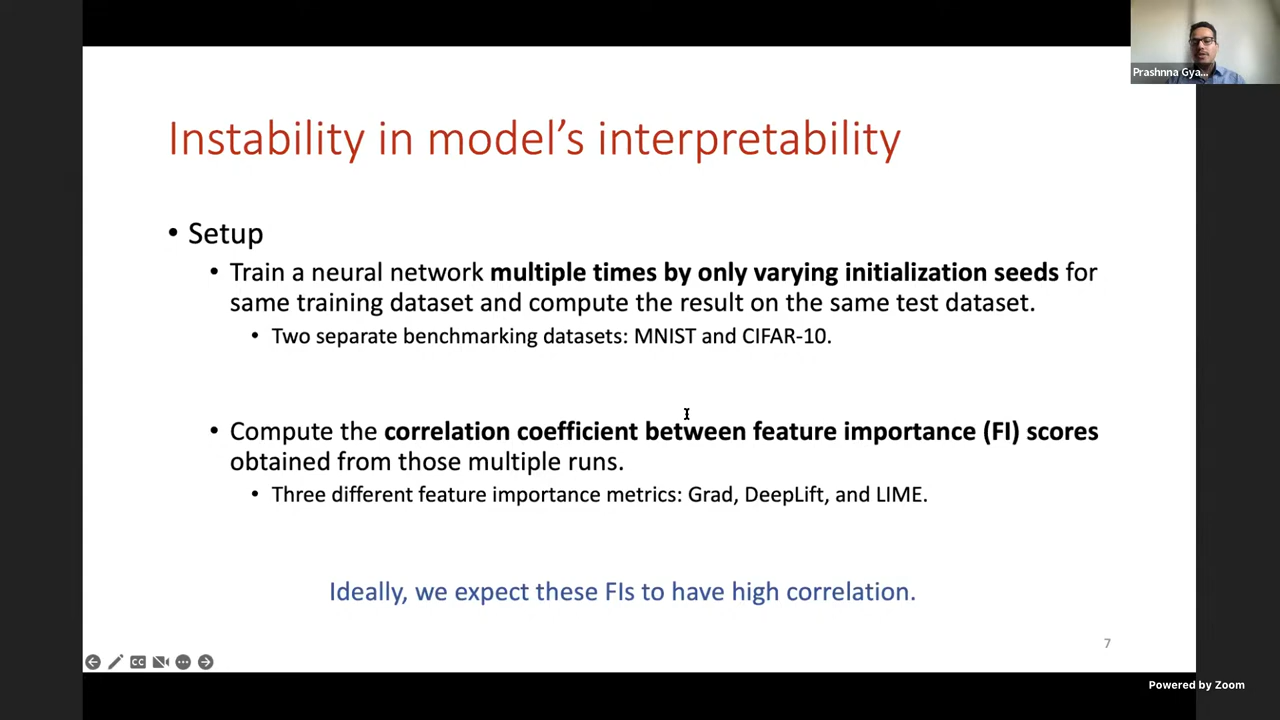 Prashnna Gya...
Instability in model's interpretability
• Setup
• Train a neural network multiple times by only varying initialization seeds for
same training dataset and compute the result on the same test dataset.
• Two separate benchmarking datasets: MNIST and CIFAR-10.
• Compute the correlation coefficient between feature importance (FI) scores
obtained from those multiple runs.
• Three different feature importance metrics: Grad, DeepLift, and LIME.
Ideally, we expect these FIs to have high correlation.
7
CC
Powered by Zoom